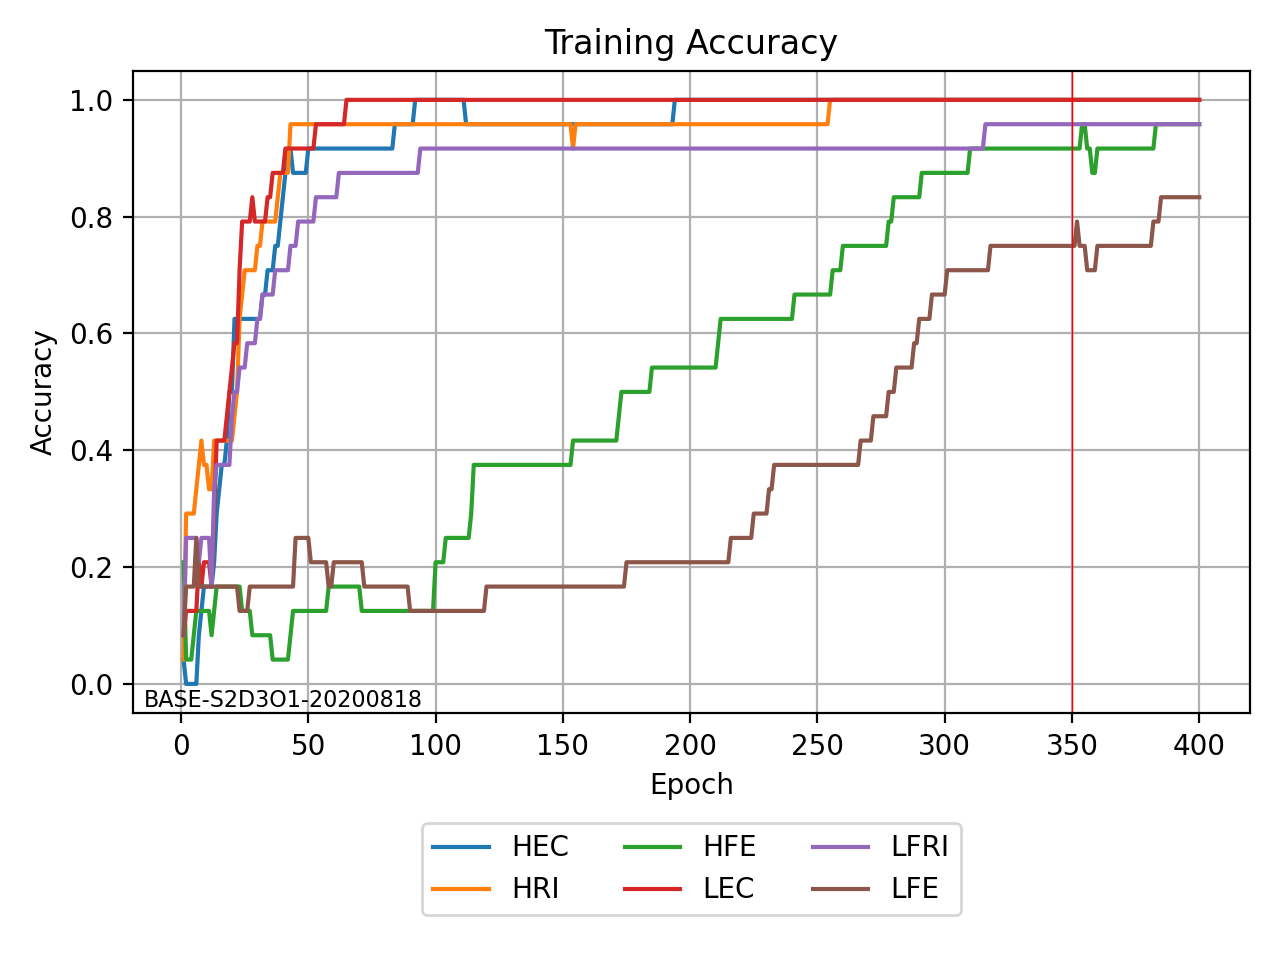 Training Accuracy
1.0
0.8
0.6
0.4
0.2
0.0
Accuracy
BASE-S2D3O1-20200818
0 50 100 150 200 250 300 350 400
Epoch
HEC HFE LFRI
HRI LEC LFE